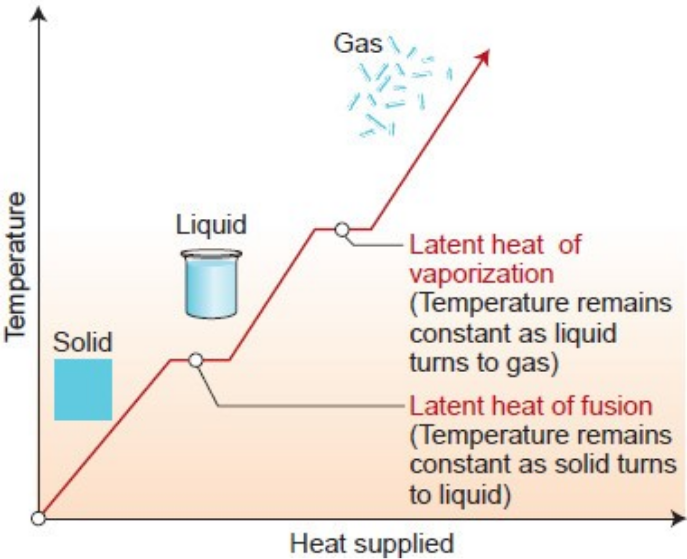 Gas
Liquid
Solid
Temperature
Latent heat of
vaporization
(Temperature remains
constant as liquid
turns to gas)
Latent heat of fusion
(Temperature remains
constant as solid turns
to liquid)
Heat supplied